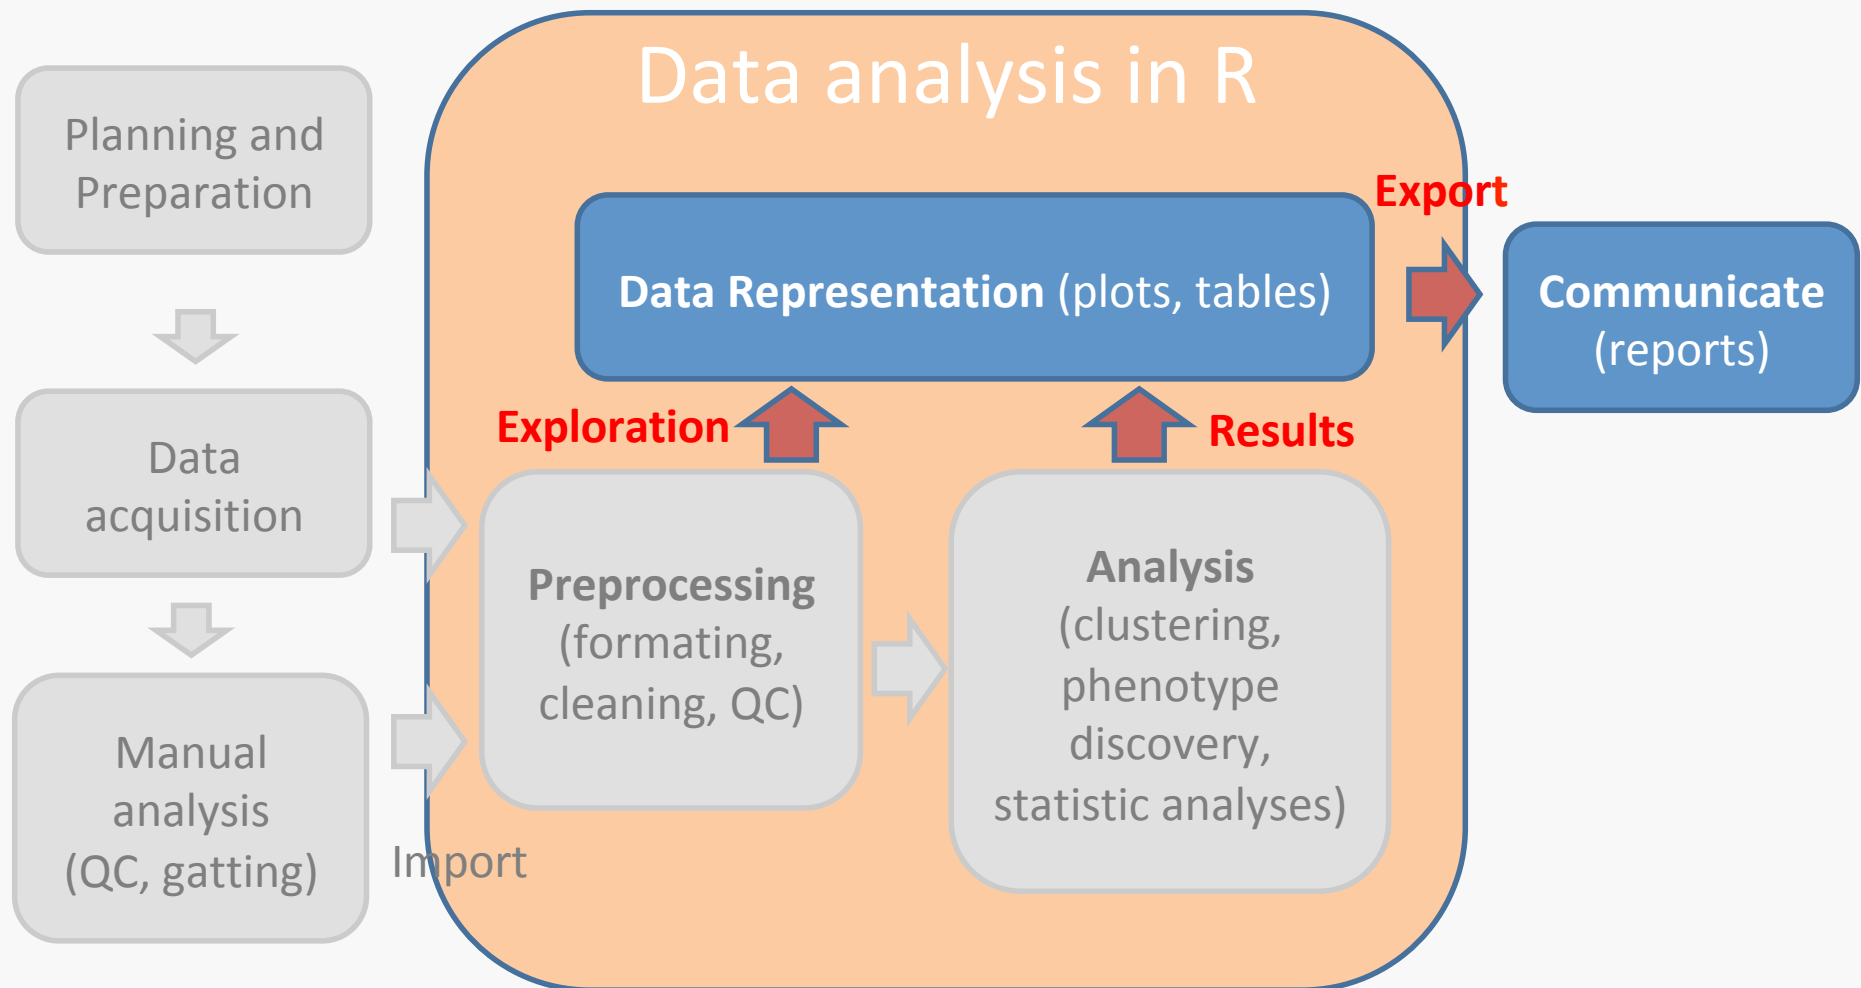 Data analysis in R
Planning and
Preparation
Data
acquisition
Manual
analysis
(QC, gatting)
Import
Preprocessing
(formating,
cleaning, QC)
Analysis
(clustering,
phenotype
discovery,
statistic analyses)
Exploration
Results
Data Representation (plots, tables)
Export
Communicate
(reports)